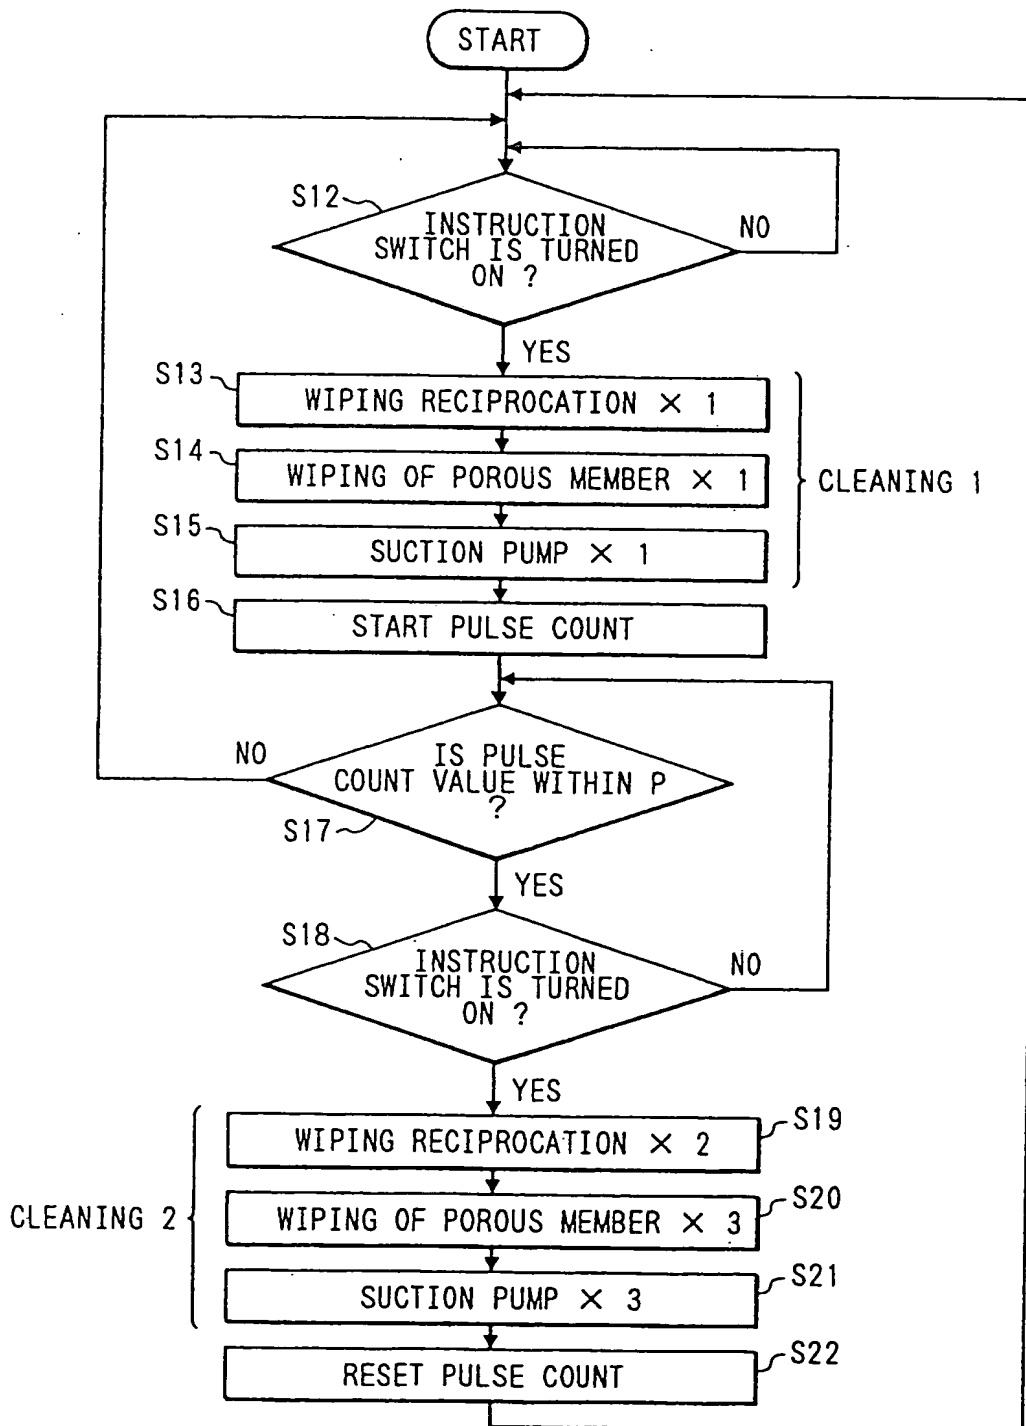 START
S12
INSTRUCTION
SWITCH IS TURNED
ON ?
NO
YES
S13
WIPING RECIPROCATION × 1
S14
WIPING OF POROUS MEMBER × 1
CLEANING 1
S15
SUCTION PUMP × 1
S16
START PULSE COUNT
NO
IS PULSE
COUNT VALUE WITHIN P
?
S17
YES
S18
INSTRUCTION
SWITCH IS TURNED
ON ?
NO
YES
S19
WIPING RECIPROCATION × 2
S20
CLEANING 2
WIPING OF POROUS MEMBER × 3
S21
SUCTION PUMP × 3
S22
RESET PULSE COUNT